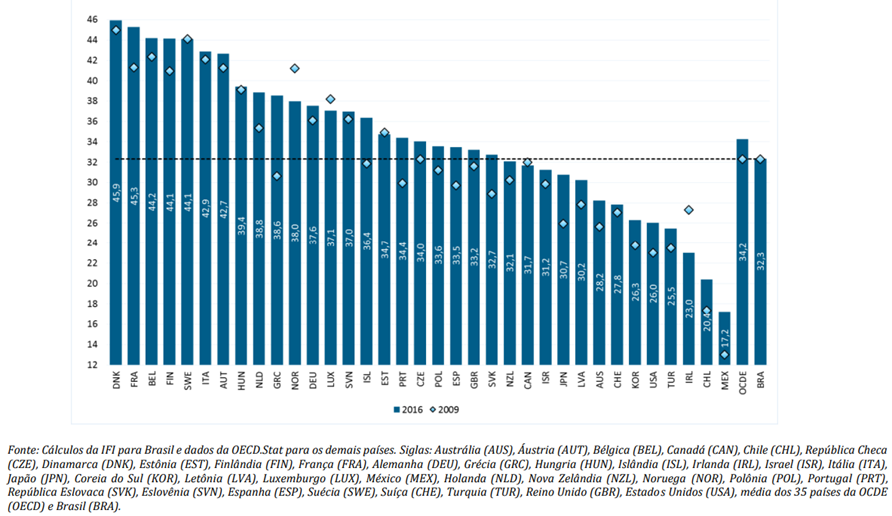 46
44
42
40
38
36
34
32
30
28
26
24
22
20
18
16
14
12
45,9 45,3 44,2 44,1 44,1 42,9 42,7 39,4 38,8 38,6 38,0 37,6 37,1 37,0 36,4 34,7 34,4 34,0 33,6 33,5 33,2 32,7 32,1 31,7 31,2 30,7 30,2 28,2 27,8 26,3 26,0 25,5 23,0 20,4 17,2 34,2 32,3
DNK FRA BEL FIN SWE ITA AUT HUN NLD GRC NOR DEU LUX SVN ISL EST PRT CZE POL ESP GBR SVK NZL CAN ISR JPN LVA AUS CHE KOR USA TUR IRL CHL MEX OCDE BRA
2016 2009
Fonte: Cálculos da IFI para Brasil e dados da OECD.Stat para os demais países. Siglas: Austrália (AUS), Áustria (AUT), Bélgica (BEL), Canadá (CAN), Chile (CHL), República Checa
(CZE), Dinamarca (DNK), Estônia (EST), Finlândia (FIN), França (FRA), Alemanha (DEU), Grécia (GRC), Hungria (HUN), Islândia (ISL), Irlanda (IRL), Israel (ISR), Itália (ITA),
Japão (JPN), Coreia do Sul (KOR), Letônia (LVA), Luxemburgo (LUX), México (MEX), Holanda (NLD), Nova Zelândia (NZL), Noruega (NOR), Polônia (POL), Portugal (PRT),
República Eslovaca (SVK), Eslovênia (SVN), Espanha (ESP), Suécia (SWE), Suíça (CHE), Turquia (TUR), Reino Unido (GBR), Estados Unidos (USA), média dos 35 países da OCDE
(OECD) e Brasil (BRA).